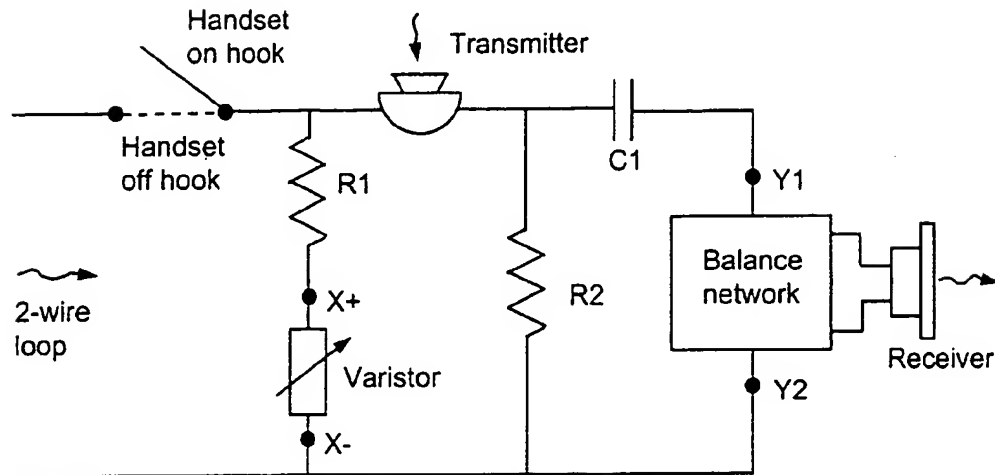 Handset
on hook
Transmitter
Handset
off hook
C1
R1
Y1
2-wire
loop
X+
R2
Balance
network
Varistor
Receiver
Y2
X-